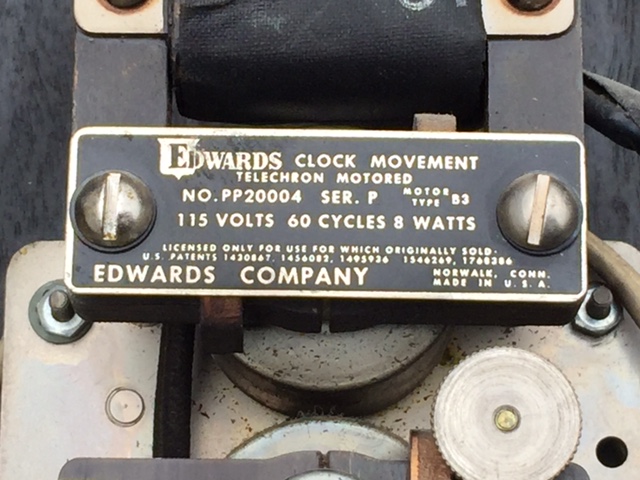 EDWARDS CLOCK MOVEMENT
TELECHRON MOTORED
NO. PP20004 SER. P MOTOR TYPE B3
115 VOLTS 60 CYCLES 8 WATTS
LICENSED ONLY FOR USE FOR WHICH ORIGINALLY SOLD.
U.S. PATENTS 1430867, 1456082, 1495936 1546269, 1768386
EDWARDS COMPANY NORWALK, CONN.
MADE IN U.S.A.